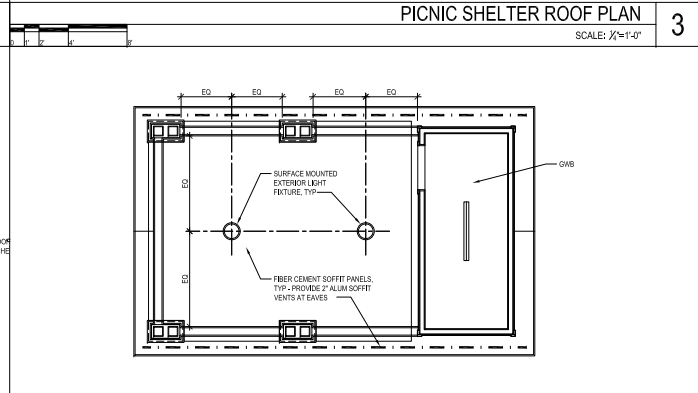 PICNIC SHELTER ROOF PLAN
3
SCALE: ¼"=1'-0"
0 1' 2' 4' 8'
EQ EQ EQ EQ
EQ
EQ
SURFACE MOUNTED
EXTERIOR LIGHT
FIXTURE, TYP
GWB
FIBER CEMENT SOFFIT PANELS,
TYP - PROVIDE 2" ALUM SOFFIT
VENTS AT EAVES